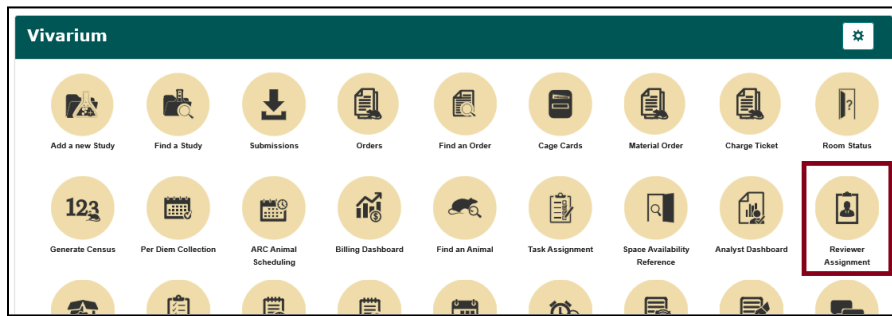 Vivarium
Add a new Study
Find a Study
Submissions
Orders
Find an Order
Cage Cards
Material Order
Charge Ticket
Room Status
?
123
Generate Census
Per Diem Collection
ARC Animal
Scheduling
Billing Dashboard
Find an Animal
Task Assignment
Space Availability
Reference
Analyst Dashboard
Reviewer
Assignment